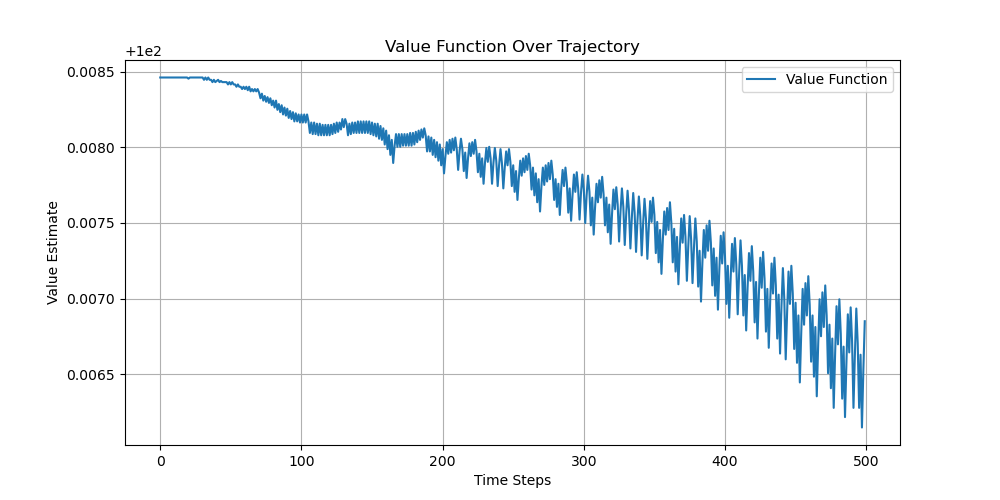 Value Function Over Trajectory
+1e2
Value Function
0.0085
0.0080
0.0075
0.0070
0.0065
Value Estimate
0 100 200 300 400 500
Time Steps